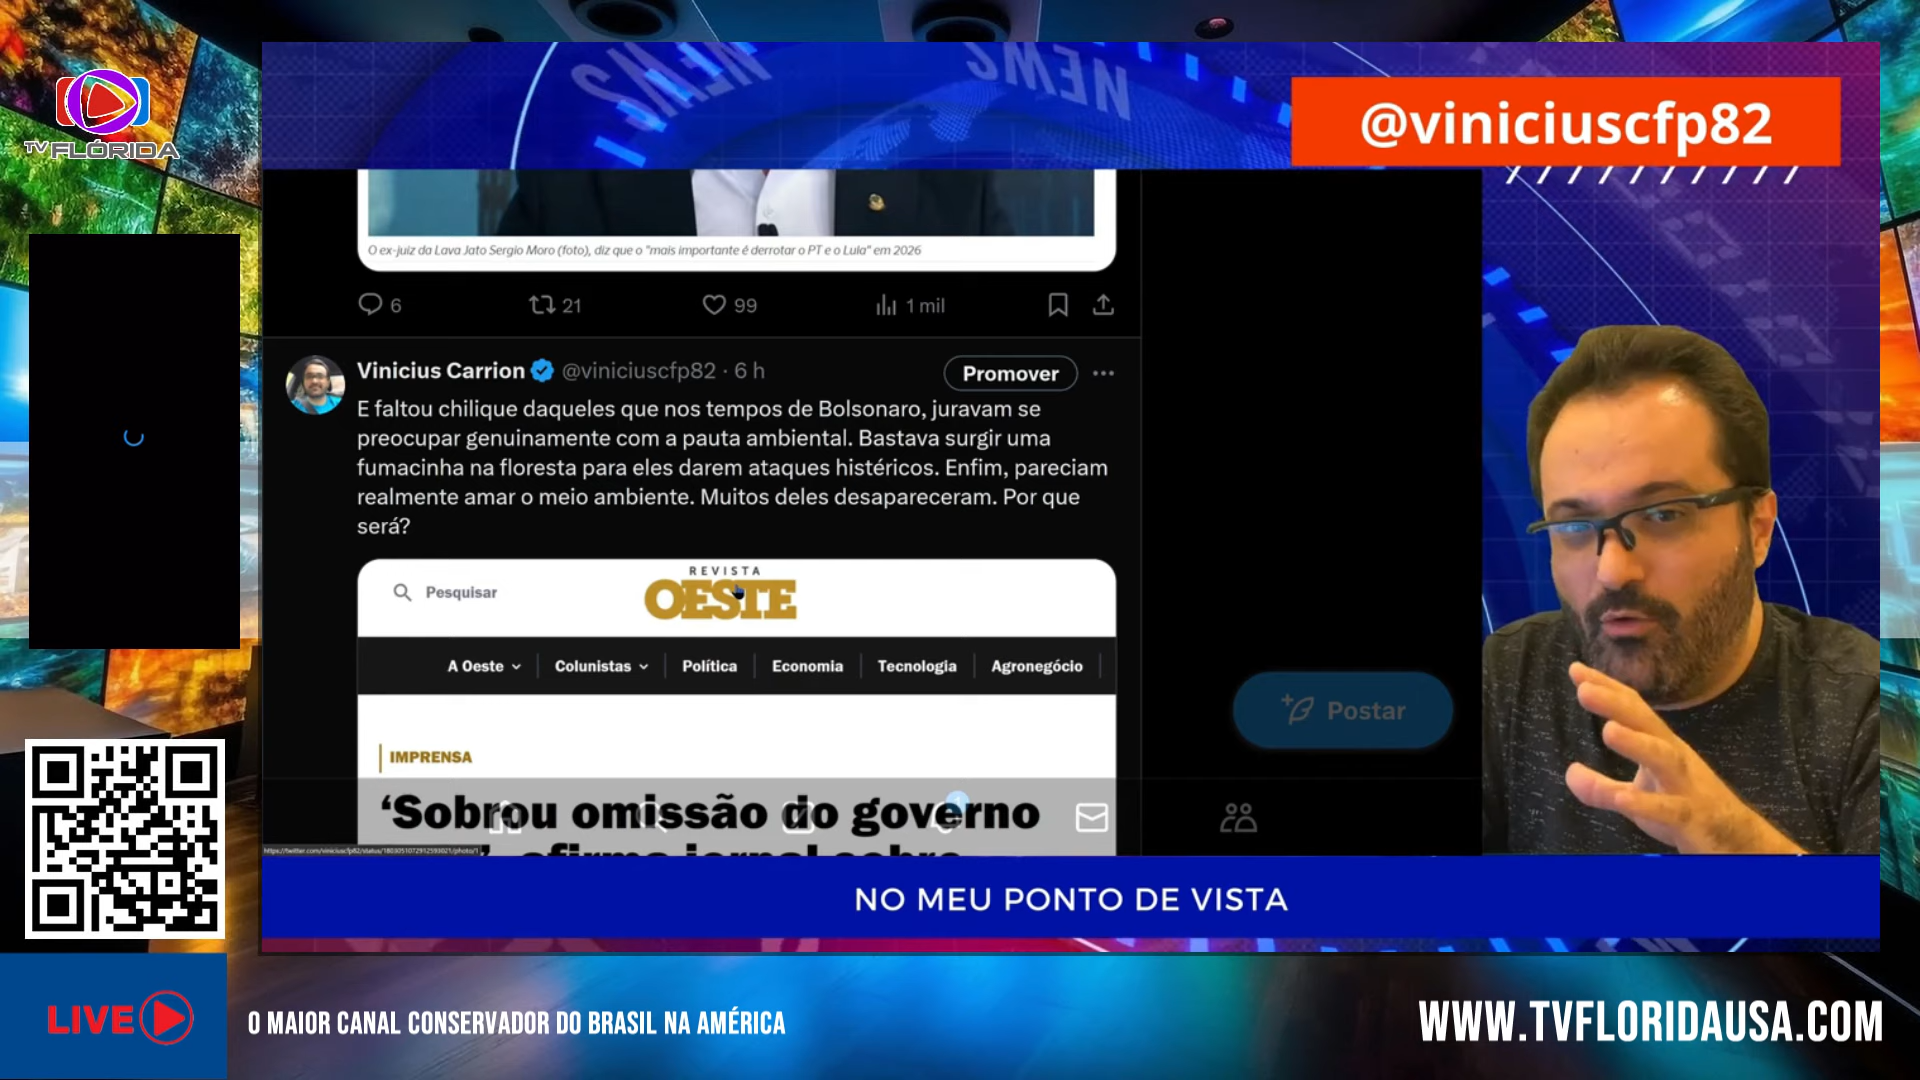 NEWS
NEWS
TV FLÓRIDA
@viniciuscfp82
O ex-juiz da Lava Jato Sergio Moro (foto), diz que o "mais importante é derrotar o PT e o Lula" em 2026
6
21
99
1 mil
Vinicius Carrion @viniciuscfp82 · 6 h
Promover
E faltou chilique daqueles que nos tempos de Bolsonaro, juravam se
preocupar genuinamente com a pauta ambiental. Bastava surgir uma
fumacinha na floresta para eles darem ataques histéricos. Enfim, pareciam
realmente amar o meio ambiente. Muitos deles desapareceram. Por que
será?
Pesquisar
REVISTA
OESTE
A Oeste
Colunistas
Política
Economia
Tecnologia
Agronegócio
IMPRENSA
‘Sobrou omissão do governo
afirma jornal sobre
Postar
NO MEU PONTO DE VISTA
LIVE
O MAIOR CANAL CONSERVADOR DO BRASIL NA AMÉRICA
WWW.TVFLORIDAUSA.COM